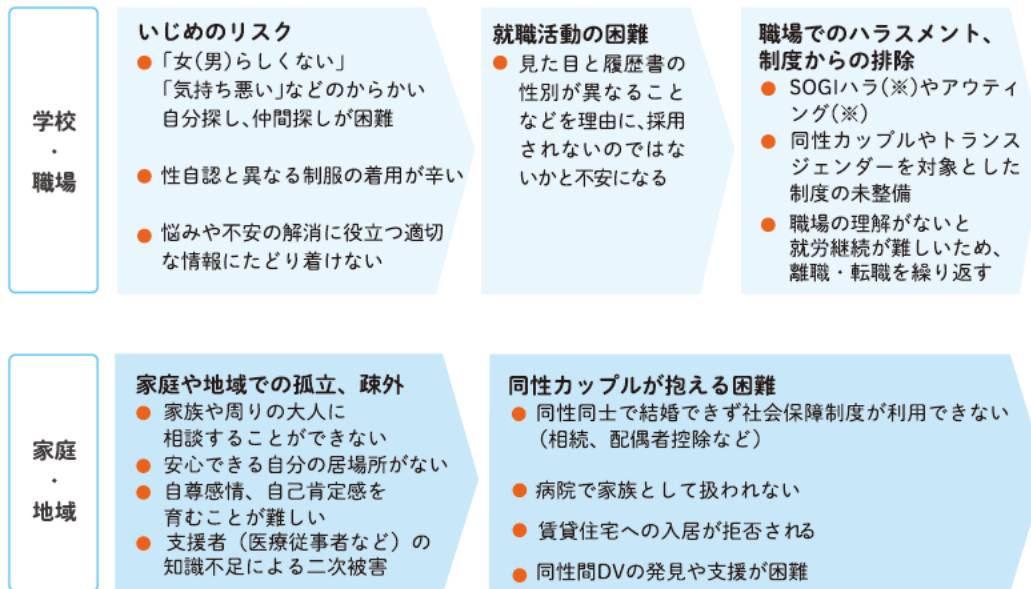 学校
・
職場
いじめのリスク
● 「女(男)らしくない」
「気持ち悪い」などのからかい
自分探し、仲間探しが困難
● 性自認と異なる制服の着用が辛い
● 悩みや不安の解消に役立つ適切
な情報にたどり着けない
就職活動の困難
● 見た目と履歴書の
性別が異なること
などを理由に、採用
されないのではな
いかと不安になる
職場でのハラスメント、
制度からの排除
● SOGIハラ(※)やアウティ
ング(※)
● 同性カップルやトランス
ジェンダーを対象とした
制度の未整備
● 職場の理解がないと
就労継続が難しいため、
離職・転職を繰り返す
家庭
・
地域
家庭や地域での孤立、疎外
● 家族や周りの大人に
相談することができない
● 安心できる自分の居場所がない
● 自尊感情、自己肯定感を
育むことが難しい
● 支援者（医療従事者など）の
知識不足による二次被害
同性カップルが抱える困難
● 同性同士で結婚できず社会保障制度が利用できない
（相続、配偶者控除など）
● 病院で家族として扱われない
● 賃貸住宅への入居が拒否される
● 同性間DVの発見や支援が困難